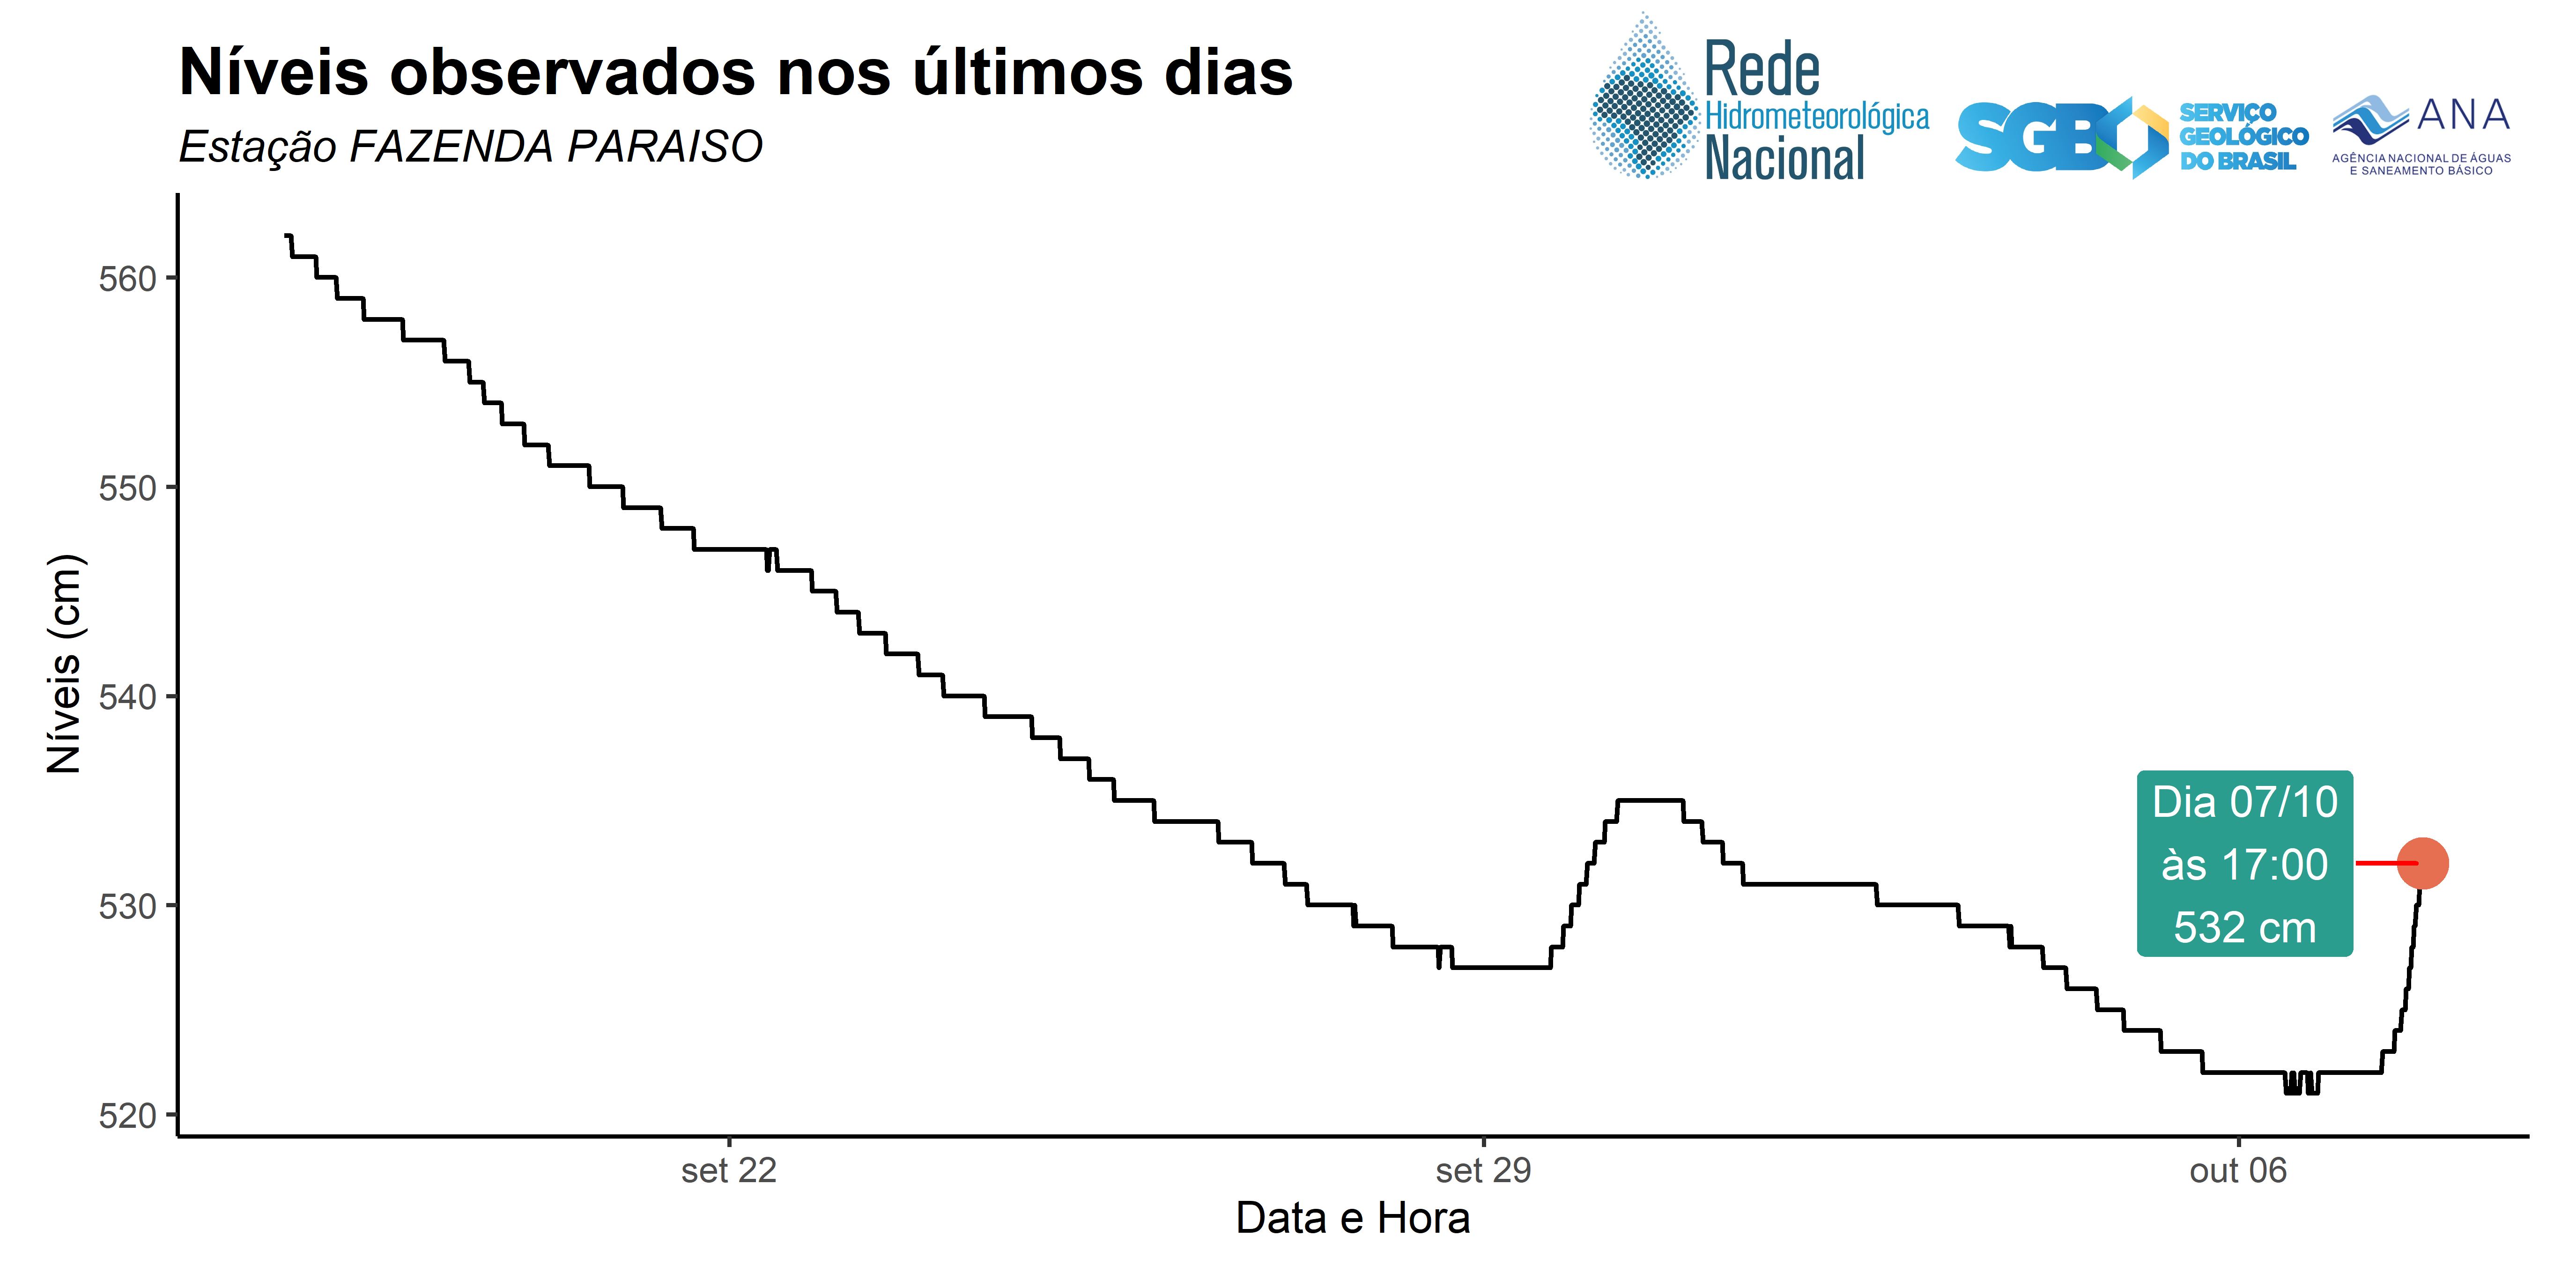 Níveis observados nos últimos dias
Estação FAZENDA PARAISO
Rede
Hidrometeorológica
Nacional
SGB
SERVIÇO
GEOLÓGICO
DO BRASIL
ANA
AGÊNCIA NACIONAL DE ÁGUAS
E SANEAMENTO BÁSICO
Níveis (cm)
560
550
540
530
520
Dia 07/10
às 17:00
532 cm
set 22
set 29
out 06
Data e Hora